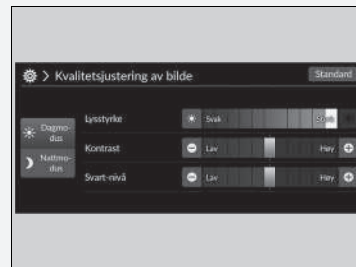 > Kvalitetsjustering av bilde
Standard
Dagmo-
dus
Nattmo-
dus
Lysstyrke
Svak
Sterk
Kontrast
Lav
Høy
Svart-nivå
Lav
Høy